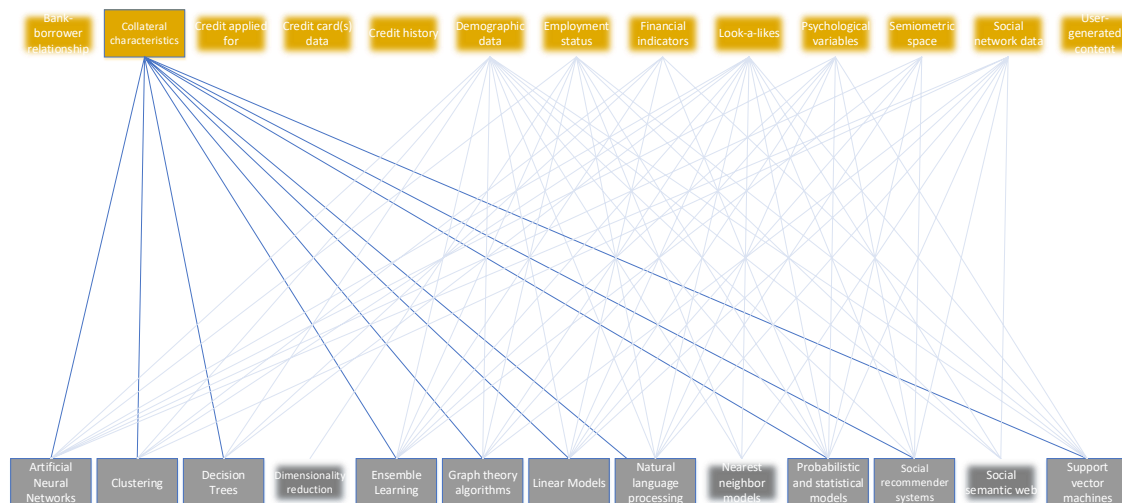 Bank-
borrower
relationship
Collateral
characteristics
Credit applied
for
Credit card(s)
data
Credit history
Demographic
data
Employment
status
Financial
indicators
Look-a-likes
Psychological
variables
Semiometric
space
Social
network data
User-
generated
content
Artificial
Neural
Networks
Clustering
Decision
Trees
Dimensionality
reduction
Ensemble
Learning
Graph theory
algorithms
Linear Models
Natural
language
processing
Nearest
neighbor
models
Probabilistic
and statistical
models
Social
recommender
systems
Social
semantic web
Support
vector
machines